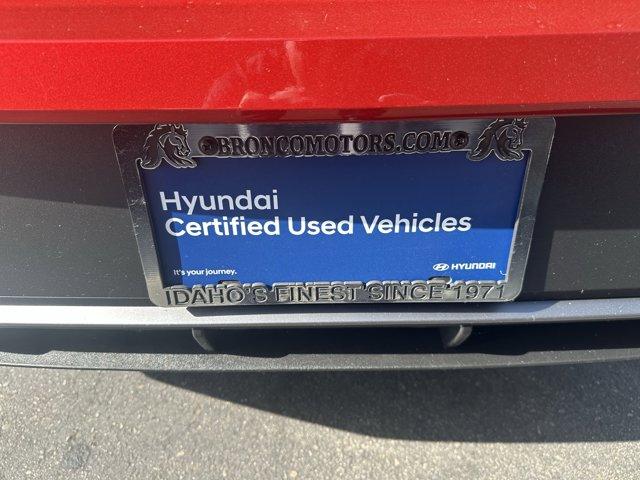 BRONCOMOTORS.COM
Hyundai
Certified Used Vehicles
It's your journey.
HYUNDAI
IDAHO'S FINEST SINCE 1971